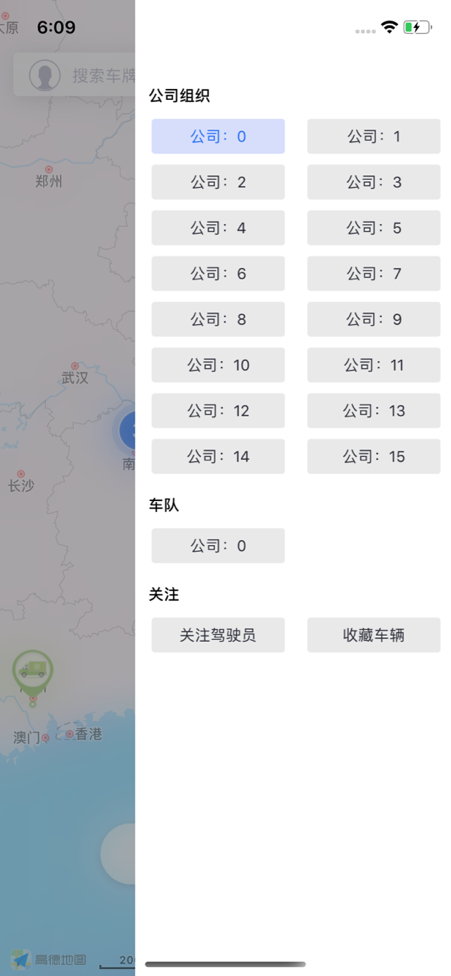 6:09
太原
搜索车牌
公司组织
公司：0
公司：1
郑州
公司：2
公司：3
公司：4
公司：5
公司：6
公司：7
公司：8
公司：9
公司：10
公司：11
武汉
公司：12
公司：13
公司：14
公司：15
南
长沙
车队
公司：0
关注
关注驾驶员
收藏车辆
澳门
香港
高德地图
20